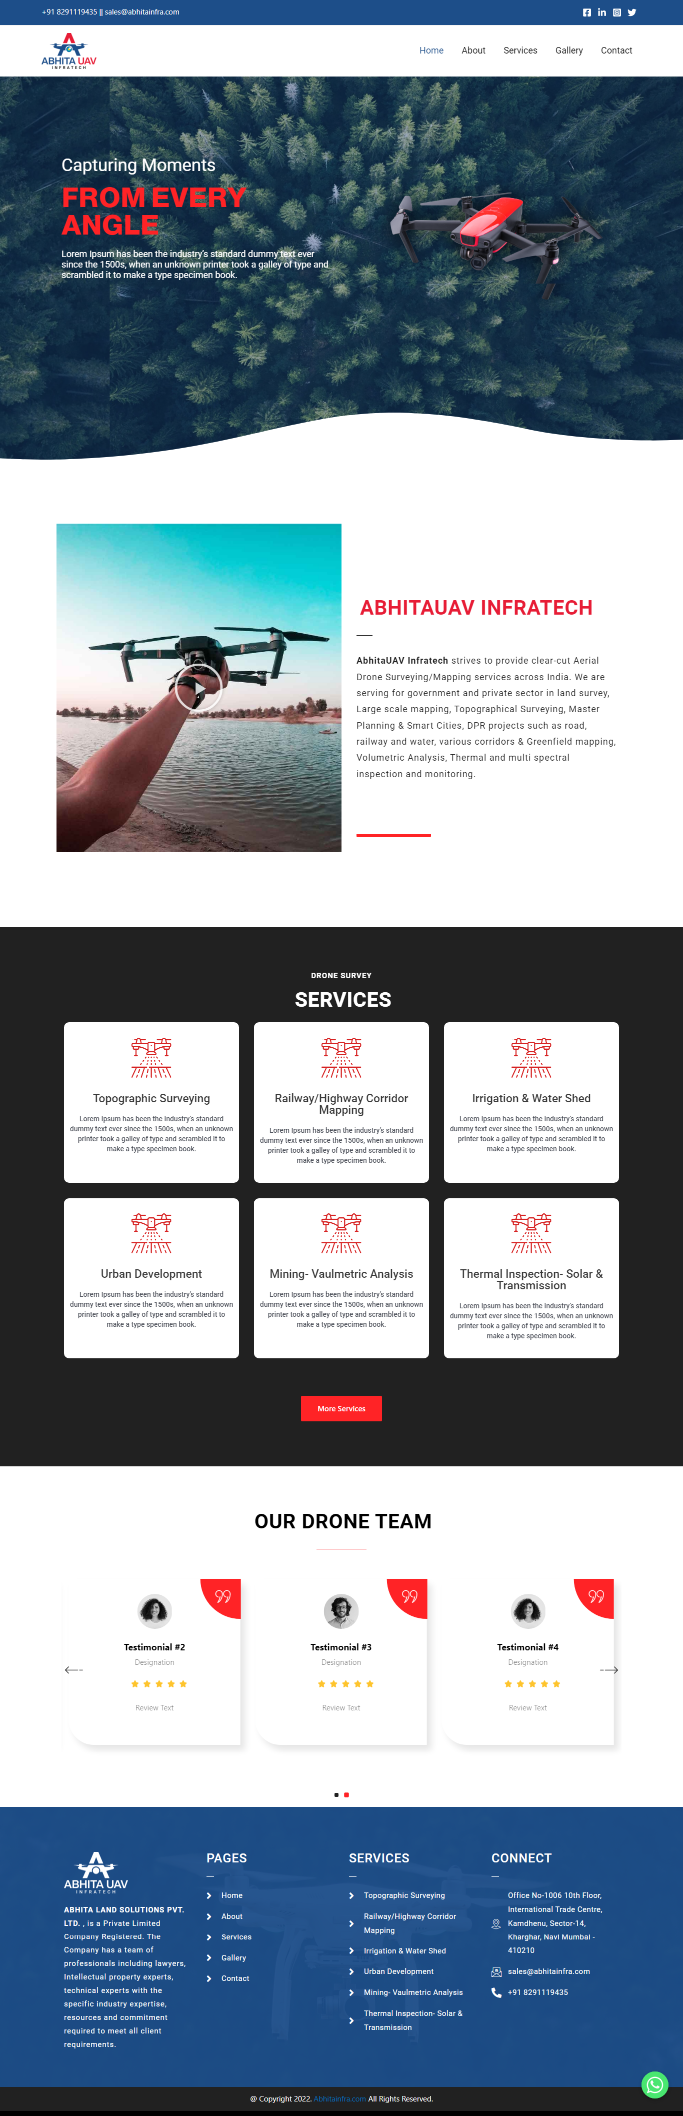 +91 8291119435 || sales@abhitainfra.com
ABHITA UAV
INFRATECH
Home
About
Services
Gallery
Contact
Capturing Moments
FROM EVERY
ANGLE
Lorem Ipsum has been the industry's standard dummy text ever
since the 1500s, when an unknown printer took a galley of type and
scrambled it to make a type specimen book.
ABHITAUAV INFRATECH
AbhitaUAV Infratech strives to provide clear-cut Aerial
Drone Surveying/Mapping services across India. We are
serving for government and private sector in land survey,
Large scale mapping, Topographical Surveying, Master
Planning & Smart Cities, DPR projects such as road,
railway and water, various corridors & Greenfield mapping,
Volumetric Analysis, Thermal and multi spectral
inspection and monitoring.
DRONE SURVEY
SERVICES
Topographic Surveying
Lorem Ipsum has been the industry's standard
dummy text ever since the 1500s, when an unknown
printer took a galley of type and scrambled it to
make a type specimen book.
Railway/Highway Corridor
Mapping
Lorem Ipsum has been the industry's standard
dummy text ever since the 1500s, when an unknown
printer took a galley of type and scrambled it to
make a type specimen book.
Irrigation & Water Shed
Lorem Ipsum has been the industry's standard
dummy text ever since the 1500s, when an unknown
printer took a galley of type and scrambled it to
make a type specimen book.
Urban Development
Lorem Ipsum has been the industry's standard
dummy text ever since the 1500s, when an unknown
printer took a galley of type and scrambled it to
make a type specimen book.
Mining- Vaulmetric Analysis
Lorem Ipsum has been the industry's standard
dummy text ever since the 1500s, when an unknown
printer took a galley of type and scrambled it to
make a type specimen book.
Thermal Inspection- Solar &
Transmission
Lorem Ipsum has been the industry's standard
dummy text ever since the 1500s, when an unknown
printer took a galley of type and scrambled it to
make a type specimen book.
More Services
OUR DRONE TEAM
Testimonial #2
Designation
Review Text
Testimonial #3
Designation
Review Text
Testimonial #4
Designation
Review Text
ABHITA UAV
INFRATECH
ABHITA LAND SOLUTIONS PVT.
LTD. , is a Private Limited
Company Registered. The
Company has a team of
professionals including lawyers,
Intellectual property experts,
technical experts with the
specific industry expertise,
resources and commitment
required to meet all client
requirements.
PAGES
Home
About
Services
Gallery
Contact
SERVICES
Topographic Surveying
Railway/Highway Corridor
Mapping
Irrigation & Water Shed
Urban Development
Mining- Vaulmetric Analysis
Thermal Inspection- Solar &
Transmission
CONNECT
Office No-1006 10th Floor,
International Trade Centre,
Kamdhenu, Sector-14,
Kharghar, Navi Mumbai -
410210
sales@abhitainfra.com
+91 8291119435
@ Copyright 2022. Abhitainfra.com All Rights Reserved.